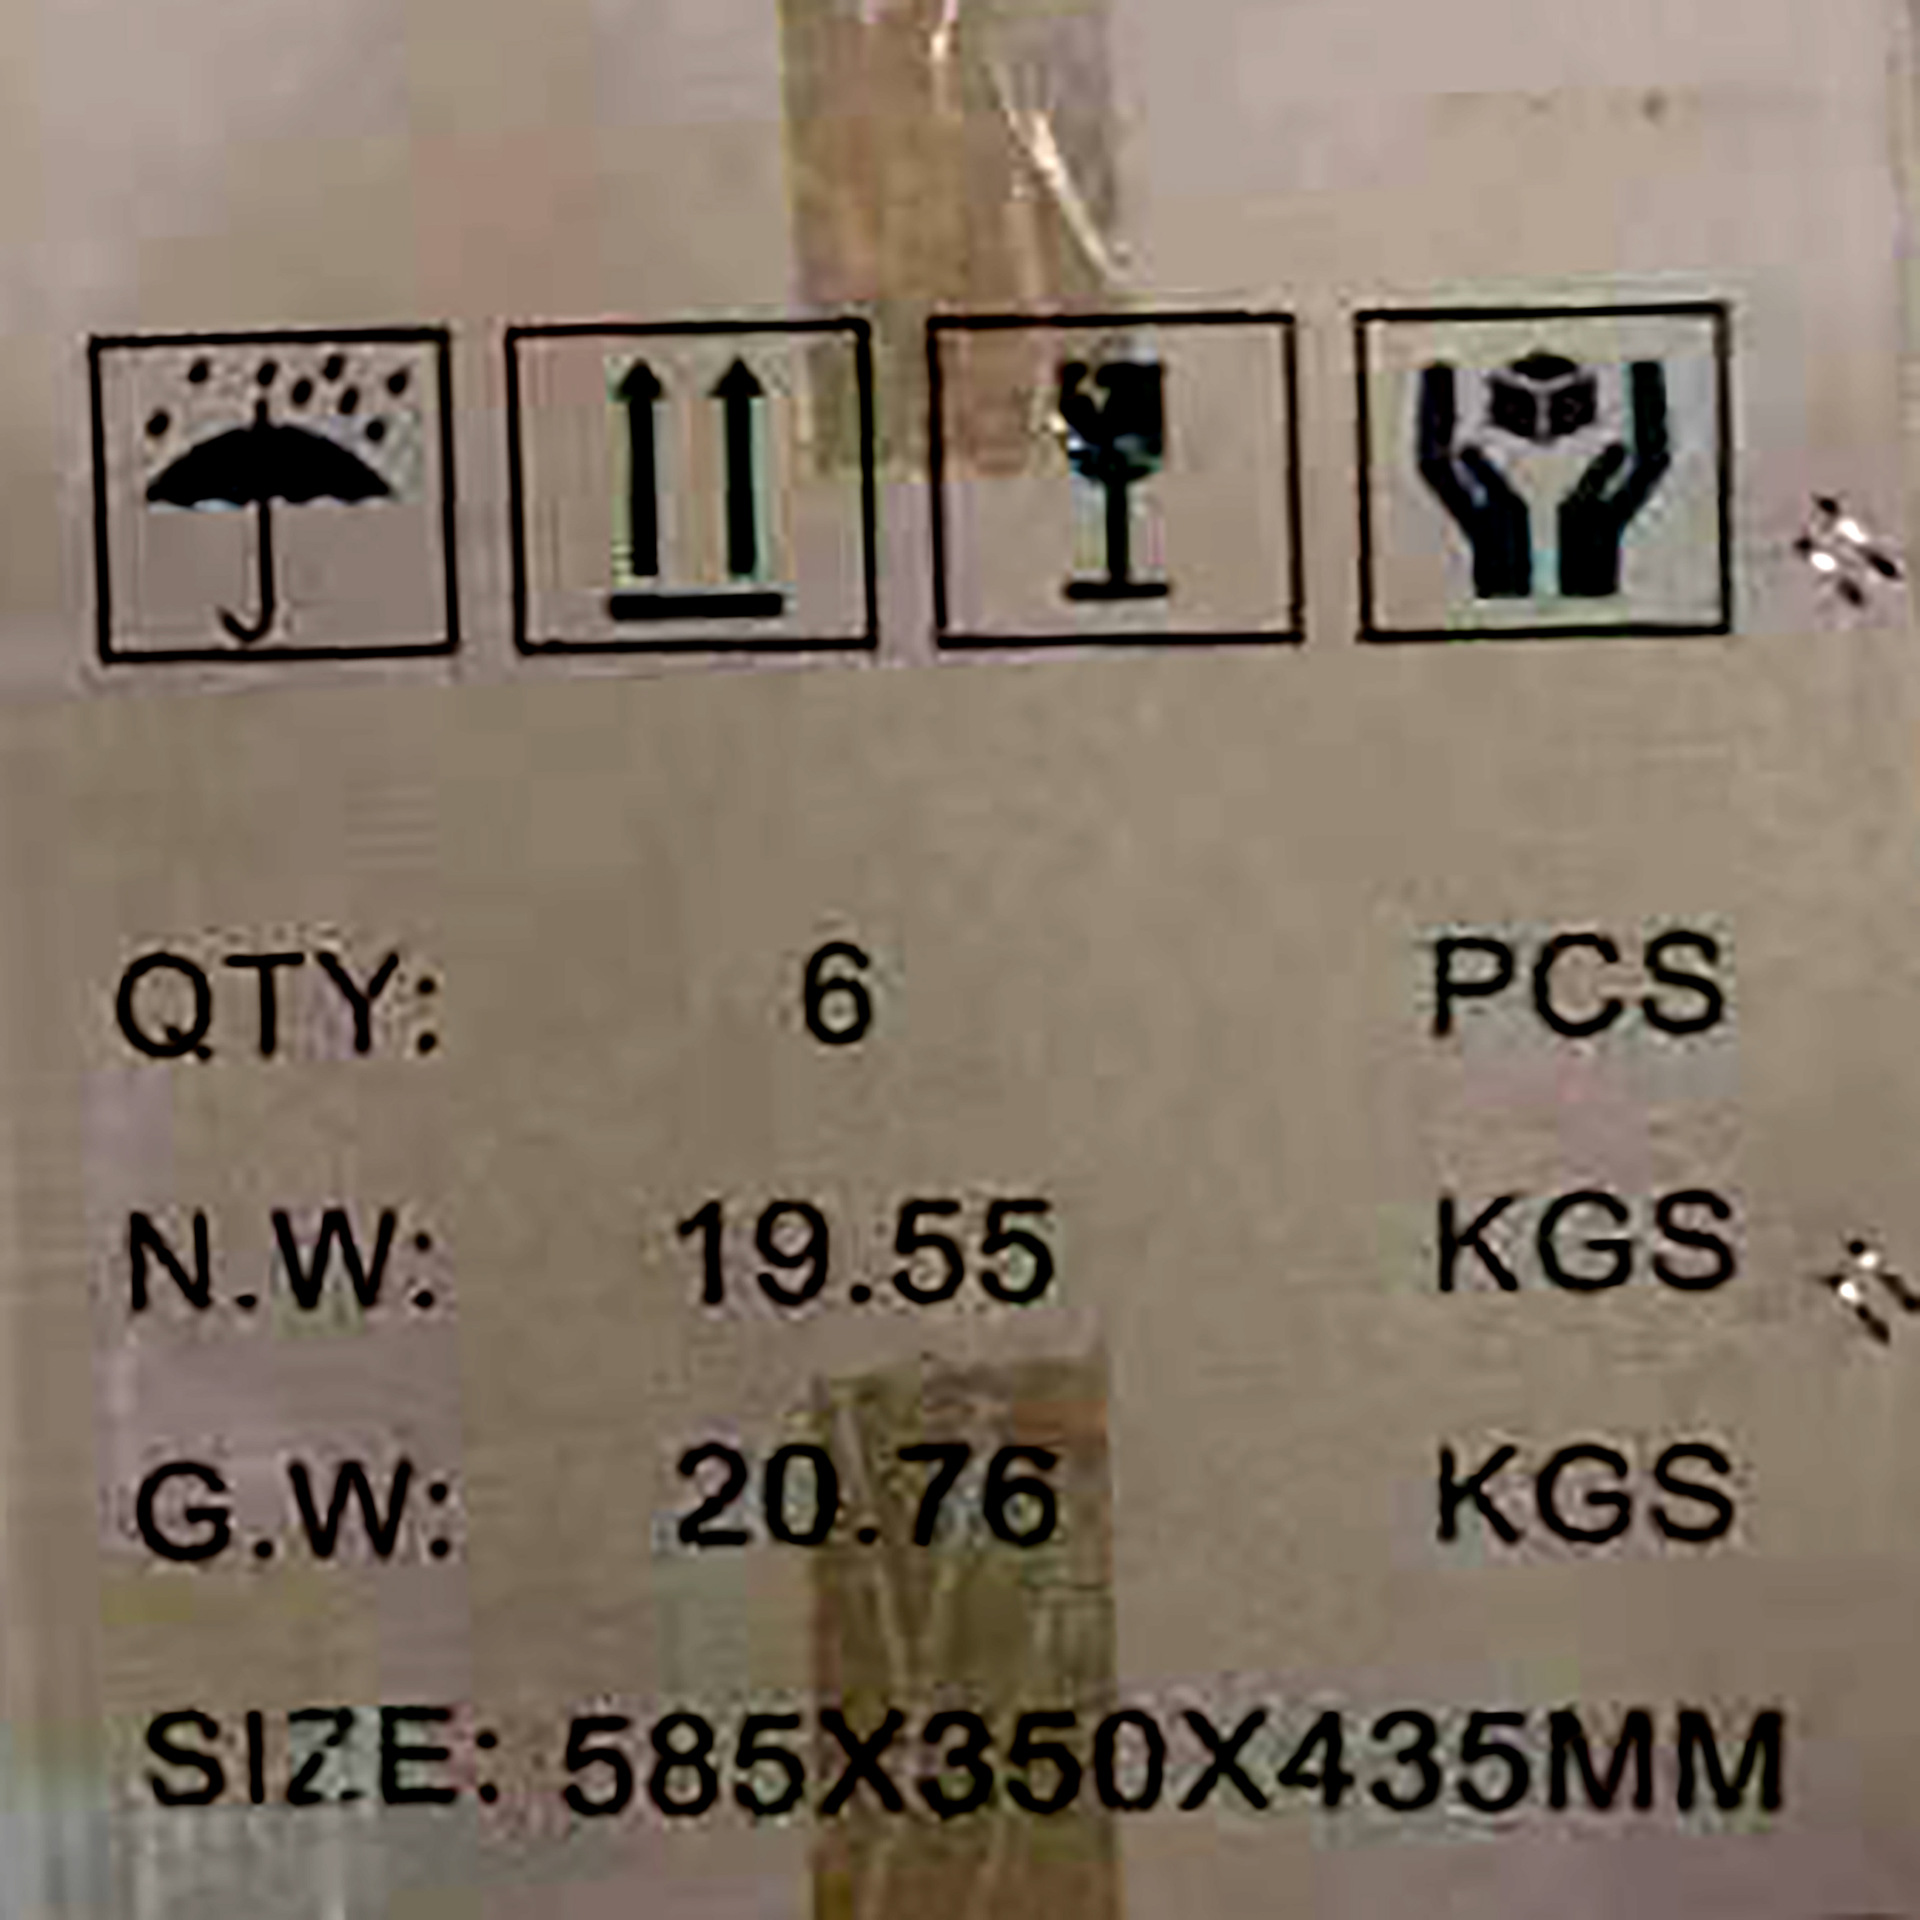 QTY: 6 PCS
N.W: 19.55 KGS
G.W: 20.76 KGS
SIZE: 585X350X435MM